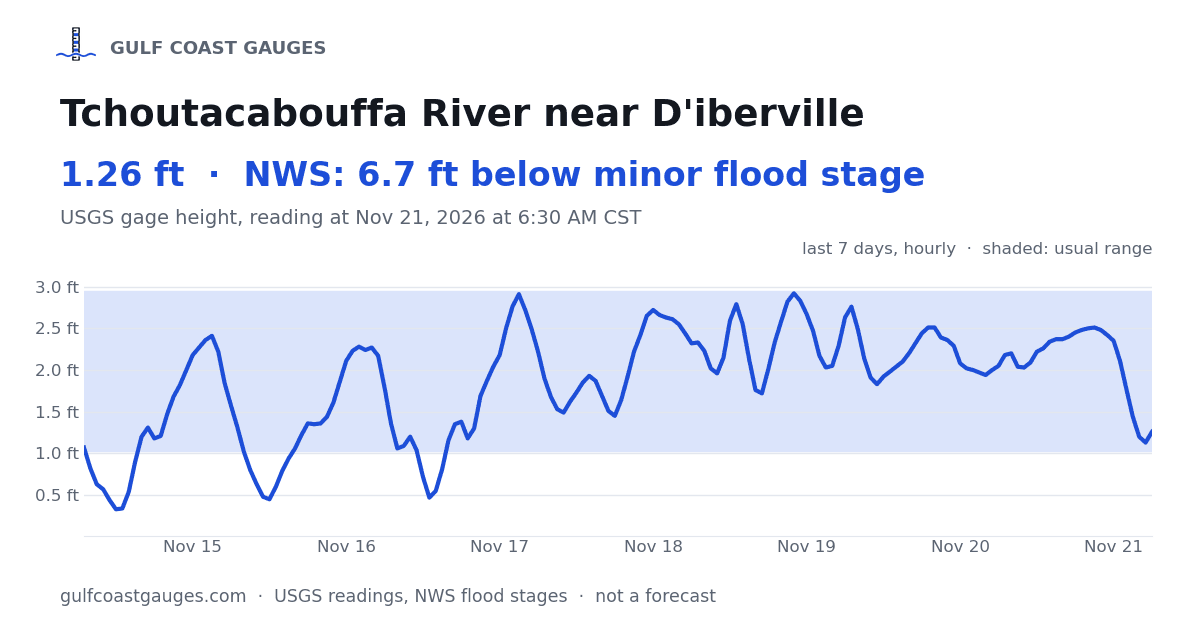 GULF COAST GAUGES
Tchoutacabouffa River near D'iberville
1.26 ft · NWS: 6.7 ft below minor flood stage
USGS gage height, reading at Nov 21, 2026 at 6:30 AM CST
last 7 days, hourly · shaded: usual range
3.0 ft
2.5 ft
2.0 ft
1.5 ft
1.0 ft
0.5 ft
Nov 15 Nov 16 Nov 17 Nov 18 Nov 19 Nov 20 Nov 21
gulfcoastgauges.com · USGS readings, NWS flood stages · not a forecast